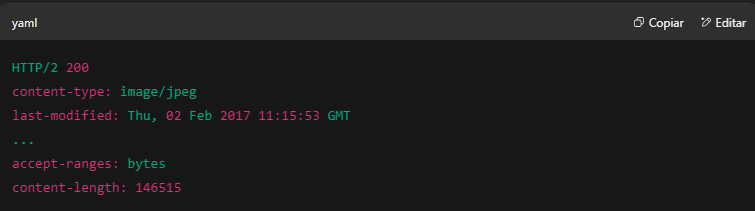 yaml
Copiar
Editar
HTTP/2 200
content-type: image/jpeg
last-modified: Thu, 02 Feb 2017 11:15:53 GMT
...
accept-ranges: bytes
content-length: 146515